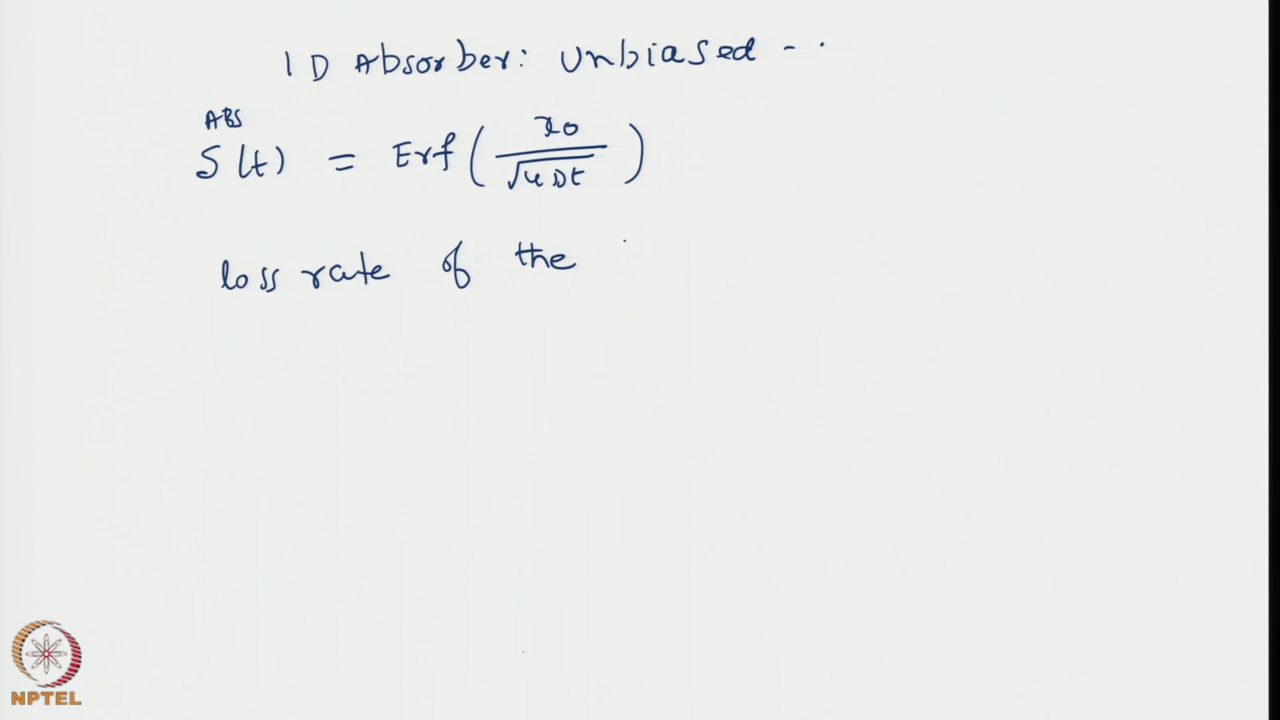 1D Absorber: Unbiased - ·
ABS
S(t) = Erf( x0 / √4Dt )
loss rate of the
NPTEL